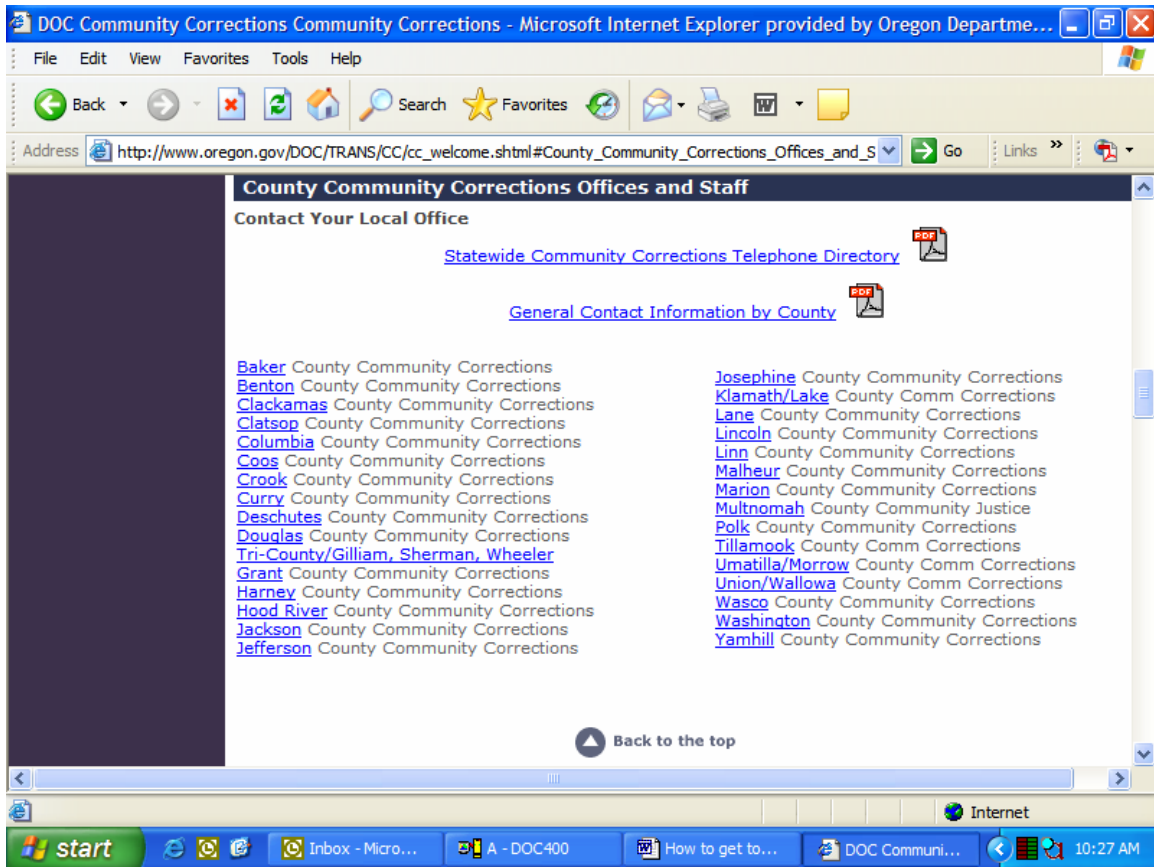 DOC Community Corrections Community Corrections - Microsoft Internet Explorer provided by Oregon Departme...
File Edit View Favorites Tools Help
Back Search Favorites
Address http://www.oregon.gov/DOC/TRANS/CC/cc_welcome.shtml#County_Community_Corrections_Offices_and_S Go Links »
County Community Corrections Offices and Staff
Contact Your Local Office
Statewide Community Corrections Telephone Directory PDF
General Contact Information by County PDF
Baker County Community Corrections
Benton County Community Corrections
Clackamas County Community Corrections
Clatsop County Community Corrections
Columbia County Community Corrections
Coos County Community Corrections
Crook County Community Corrections
Curry County Community Corrections
Deschutes County Community Corrections
Douglas County Community Corrections
Tri-County/Gilliam, Sherman, Wheeler
Grant County Community Corrections
Harney County Community Corrections
Hood River County Community Corrections
Jackson County Community Corrections
Jefferson County Community Corrections
Josephine County Community Corrections
Klamath/Lake County Comm Corrections
Lane County Community Corrections
Lincoln County Community Corrections
Linn County Community Corrections
Malheur County Community Corrections
Marion County Community Corrections
Multnomah County Community Justice
Polk County Community Corrections
Tillamook County Comm Corrections
Umatilla/Morrow County Comm Corrections
Union/Wallowa County Comm Corrections
Wasco County Community Corrections
Washington County Community Corrections
Yamhill County Community Corrections
Back to the top
Internet
start Inbox - Micro... A - DOC400 How to get to... DOC Communi... 10:27 AM